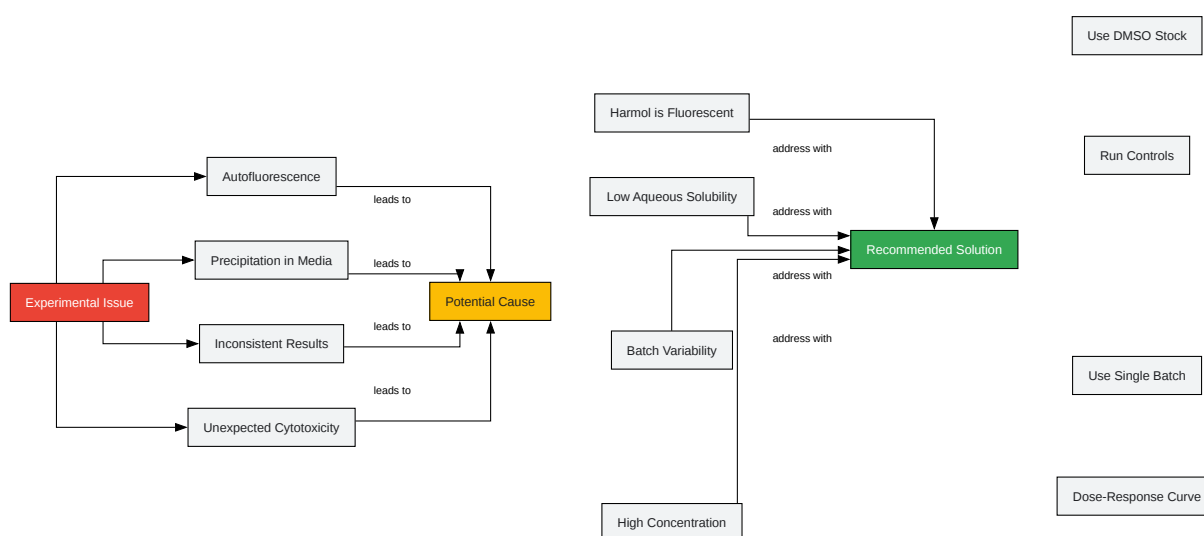 Use DMSO Stock
Harmol is Fluorescent
address with
Run Controls
Autofluorescence
leads to
Low Aqueous Solubility
address with
Precipitation in Media
leads to
Recommended Solution
address with
Experimental Issue
Potential Cause
Inconsistent Results
leads to
Batch Variability
address with
Use Single Batch
leads to
Unexpected Cytotoxicity
High Concentration
Dose-Response Curve